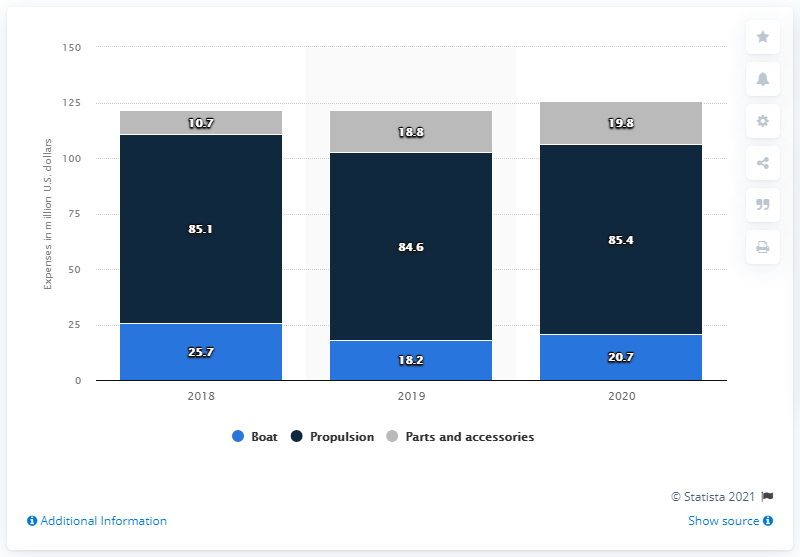 150
125
100
75
50
25
0
Expenses in million U.S. dollars
10.7
18.8
19.8
85.1
84.6
85.4
25.7
18.2
20.7
2018
2019
2020
Boat
Propulsion
Parts and accessories
© Statista 2021
Additional Information
Show source